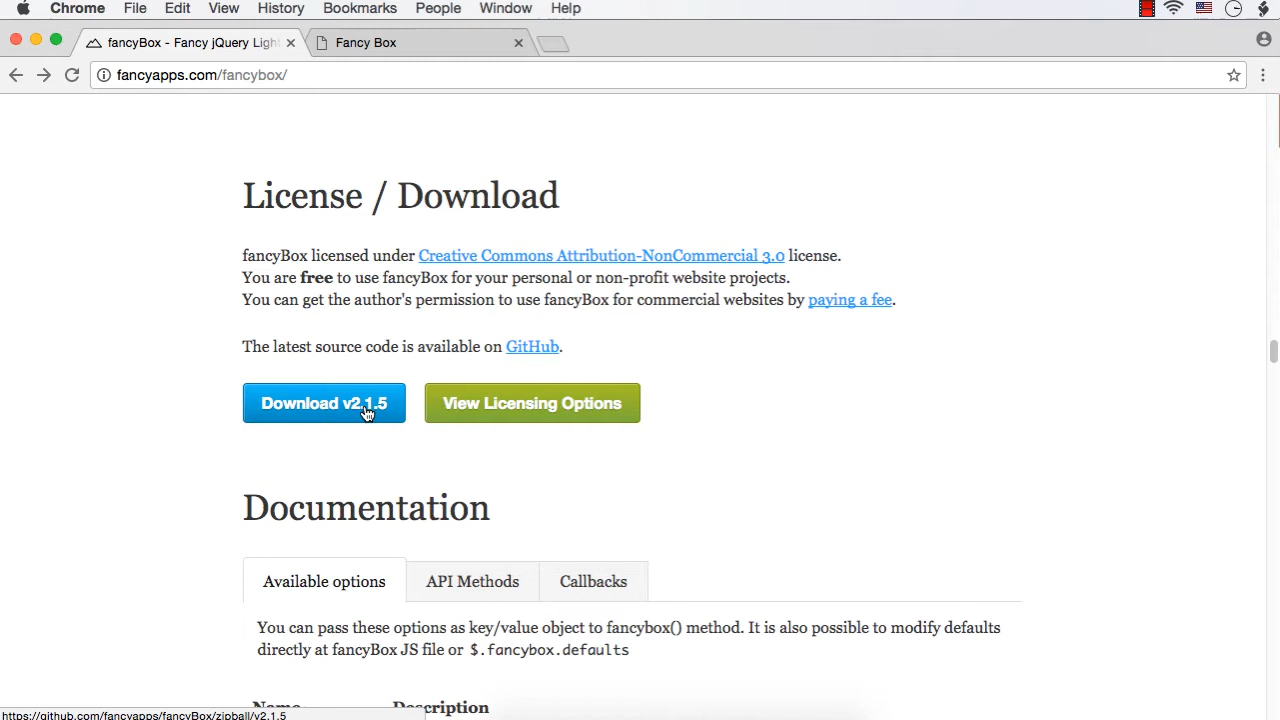 Chrome File Edit View History Bookmarks People Window Help
fancyBox - Fancy jQuery Ligh
Fancy Box
fancyapps.com/fancybox/
License / Download
fancyBox licensed under Creative Commons Attribution-NonCommercial 3.0 license.
You are free to use fancyBox for your personal or non-profit website projects.
You can get the author's permission to use fancyBox for commercial websites by paying a fee.
The latest source code is available on GitHub.
Download v2.1.5
View Licensing Options
Documentation
Available options API Methods Callbacks
You can pass these options as key/value object to fancybox() method. It is also possible to modify defaults
directly at fancyBox JS file or $.fancybox.defaults
Name Description
https://github.com/fancyapps/fancyBox/zipball/v2.1.5